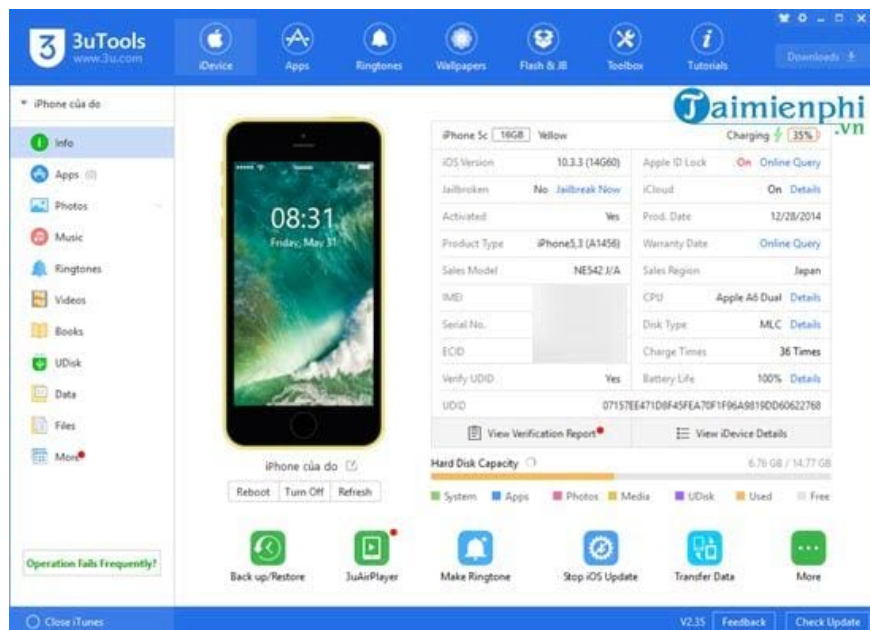 3uTools
www.3u.com
iDevice
Apps
Ringtones
Wallpapers
Flash & JB
Toolbox
Tutorials
Downloads
Taimienphi
.vn
iPhone của do
Info
Apps (0)
Photos
Music
Ringtones
Videos
Books
UDisk
Data
Files
More
Operation Fails Frequently?
08:31
Friday, May 31
iPhone của do
Reboot Turn Off Refresh
iPhone 5c 16GB Yellow Charging 35%
iOS Version 10.3.3 (14G60) Apple ID Lock On Online Query
Jailbroken No Jailbreak Now iCloud On Details
Activated Yes Prod. Date 12/28/2014
Product Type iPhone5,3 (A1456) Warranty Date Online Query
Sales Model NE542 J/A Sales Region Japan
IMEI CPU Apple A6 Dual Details
Serial No. Disk Type MLC Details
ECID Charge Times 36 Times
Verify UDID Yes Battery Life 100% Details
UDID 07157EE471D8F45FEA70F1F96A9819DD60622768
View Verification Report View iDevice Details
Hard Disk Capacity 6.76 GB / 14.77 GB
System Apps Photos Media UDisk Used Free
Back up/Restore
3uAirPlayer
Make Ringtone
Stop iOS Update
Transfer Data
More
Close iTunes
V2.35 Feedback Check Update